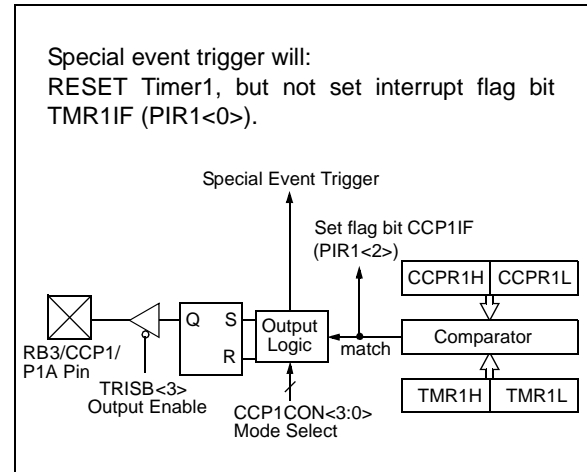 Special event trigger will:
RESET Timer1, but not set interrupt flag bit
TMR1IF (PIR1<0>).
Special Event Trigger
Set flag bit CCP1IF
(PIR1<2>)
CCPR1H CCPR1L
Q S Output
Logic
R
match
Comparator
RB3/CCP1/
P1A Pin
TRISB<3>
Output Enable
CCP1CON<3:0>
Mode Select
TMR1H TMR1L